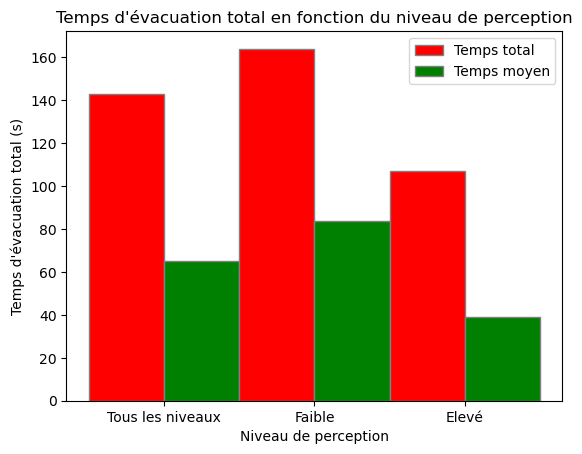 Temps d'évacuation total en fonction du niveau de perception
Temps total
Temps moyen
Temps d'évacuation total (s)
160
140
120
100
80
60
40
20
0
Tous les niveaux Faible Elevé
Niveau de perception